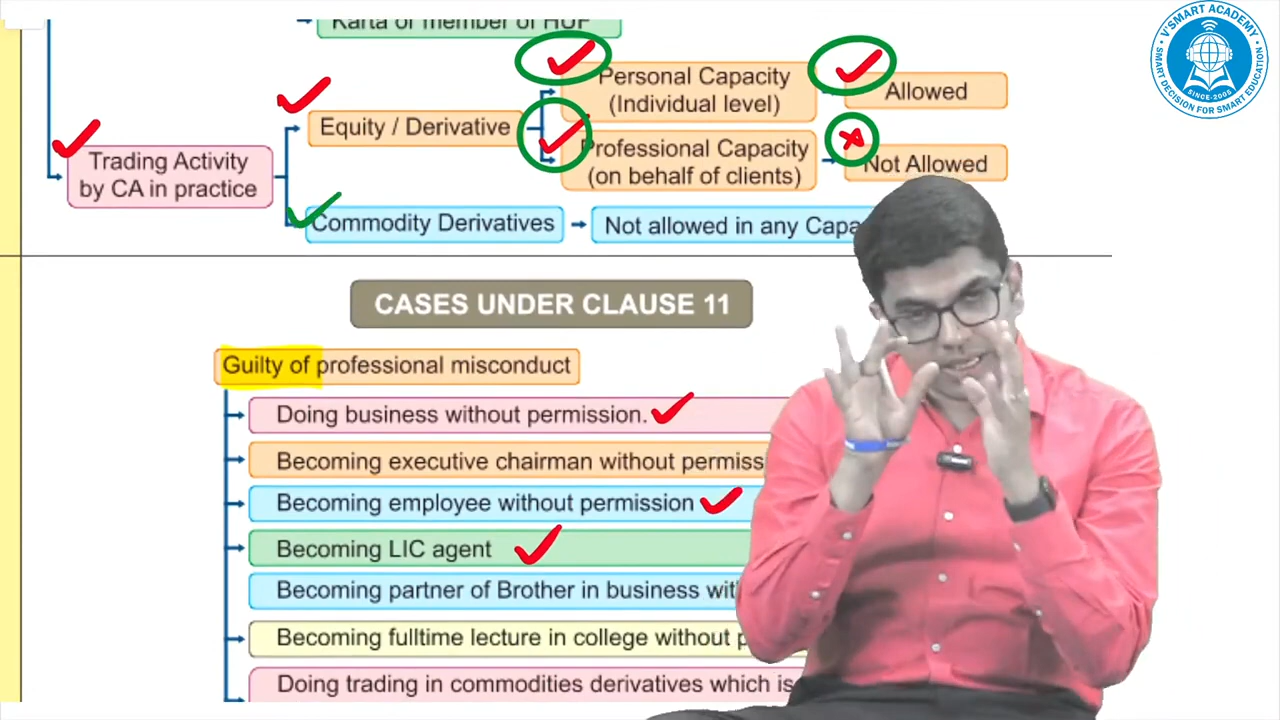 Karta or member of HUF
Personal Capacity
(Individual level)
Allowed
Equity / Derivative
Professional Capacity
(on behalf of clients)
Not Allowed
Trading Activity
by CA in practice
Commodity Derivatives
Not allowed in any
CASES UNDER CLAUSE 11
Guilty of professional misconduct
Doing business without permission.
Becoming executive chairman without
Becoming employee without permission
Becoming LIC agent
Becoming partner of Brother in business
Becoming fulltime lecture in college without
Doing trading in commodities derivatives which is
V'SMART ACADEMY
SMART DECISION FOR SMART EDUCATION
SINCE-2005